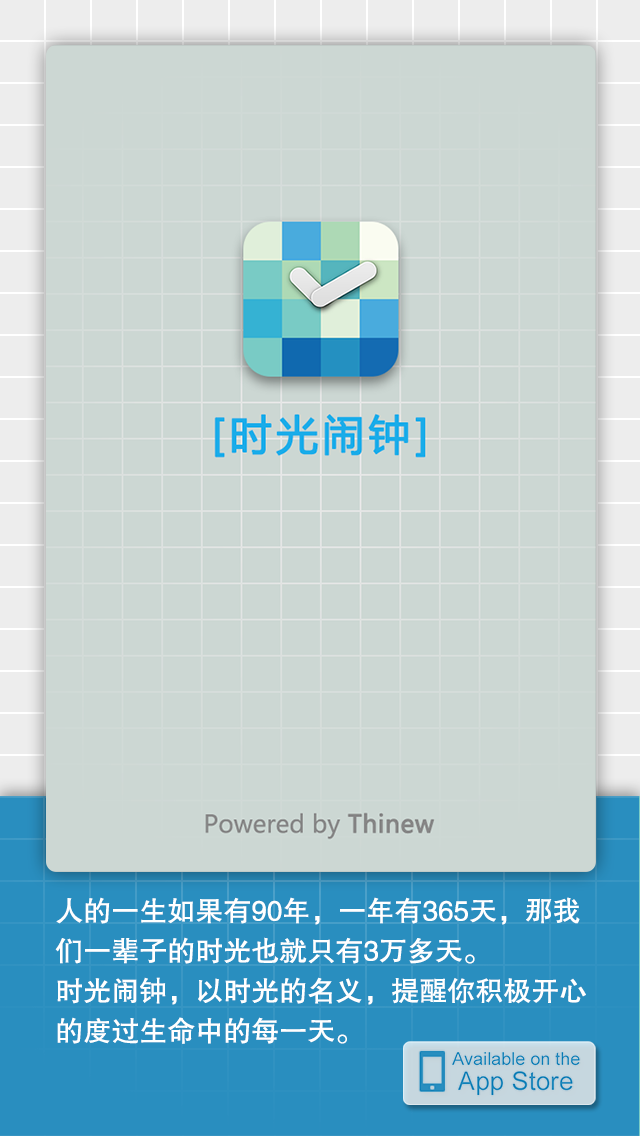 [时光闹钟]
Powered by Thinew
人的一生如果有90年，一年有365天，那我
们一辈子的时光也就只有3万多天。
时光闹钟，以时光的名义，提醒你积极开心
的度过生命中的每一天。
Available on the
App Store